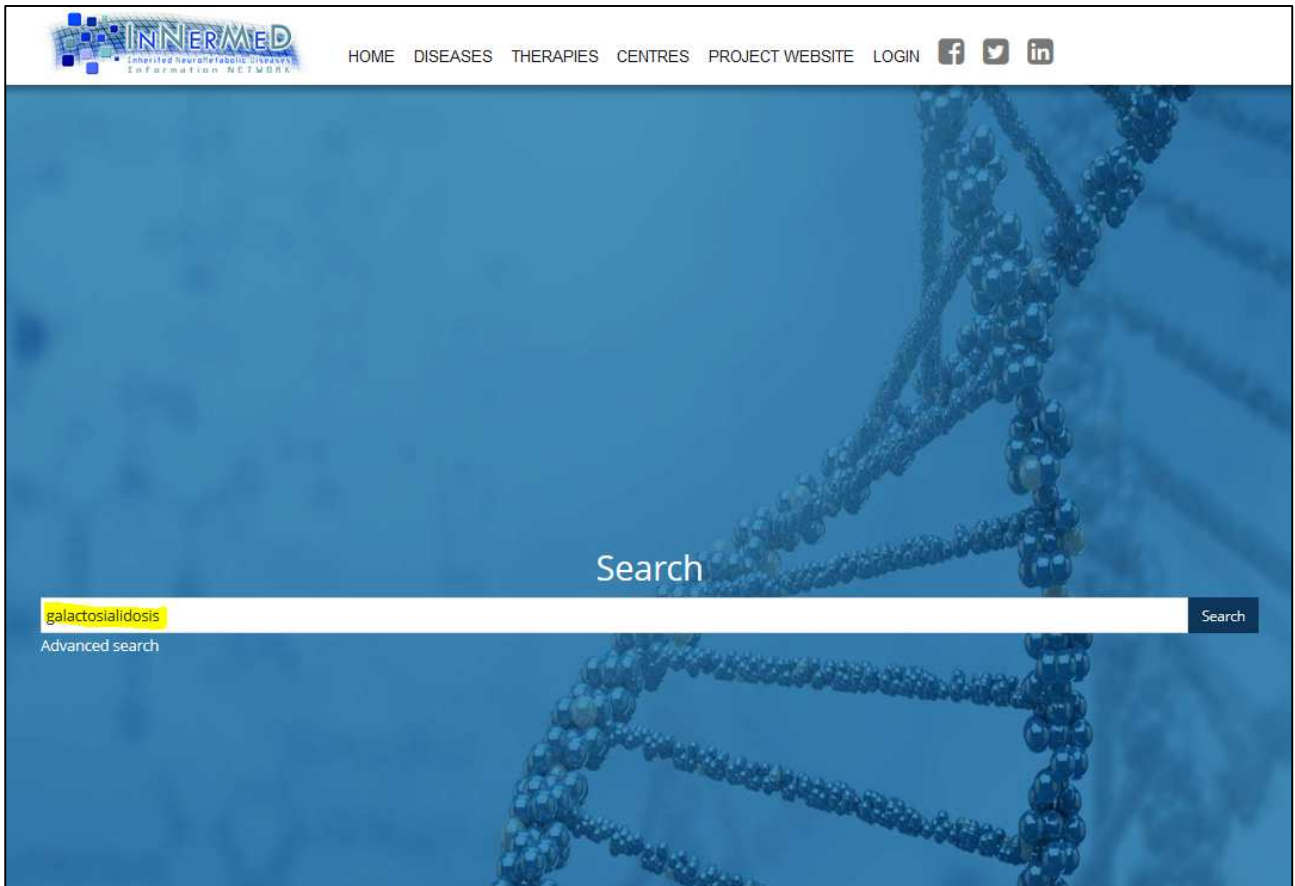 INNERMED
Inherited NeuroMetabolic Diseases
Information NETWORK
HOME DISEASES THERAPIES CENTRES PROJECT WEBSITE LOGIN
Search
galactosialidosis
Search
Advanced search